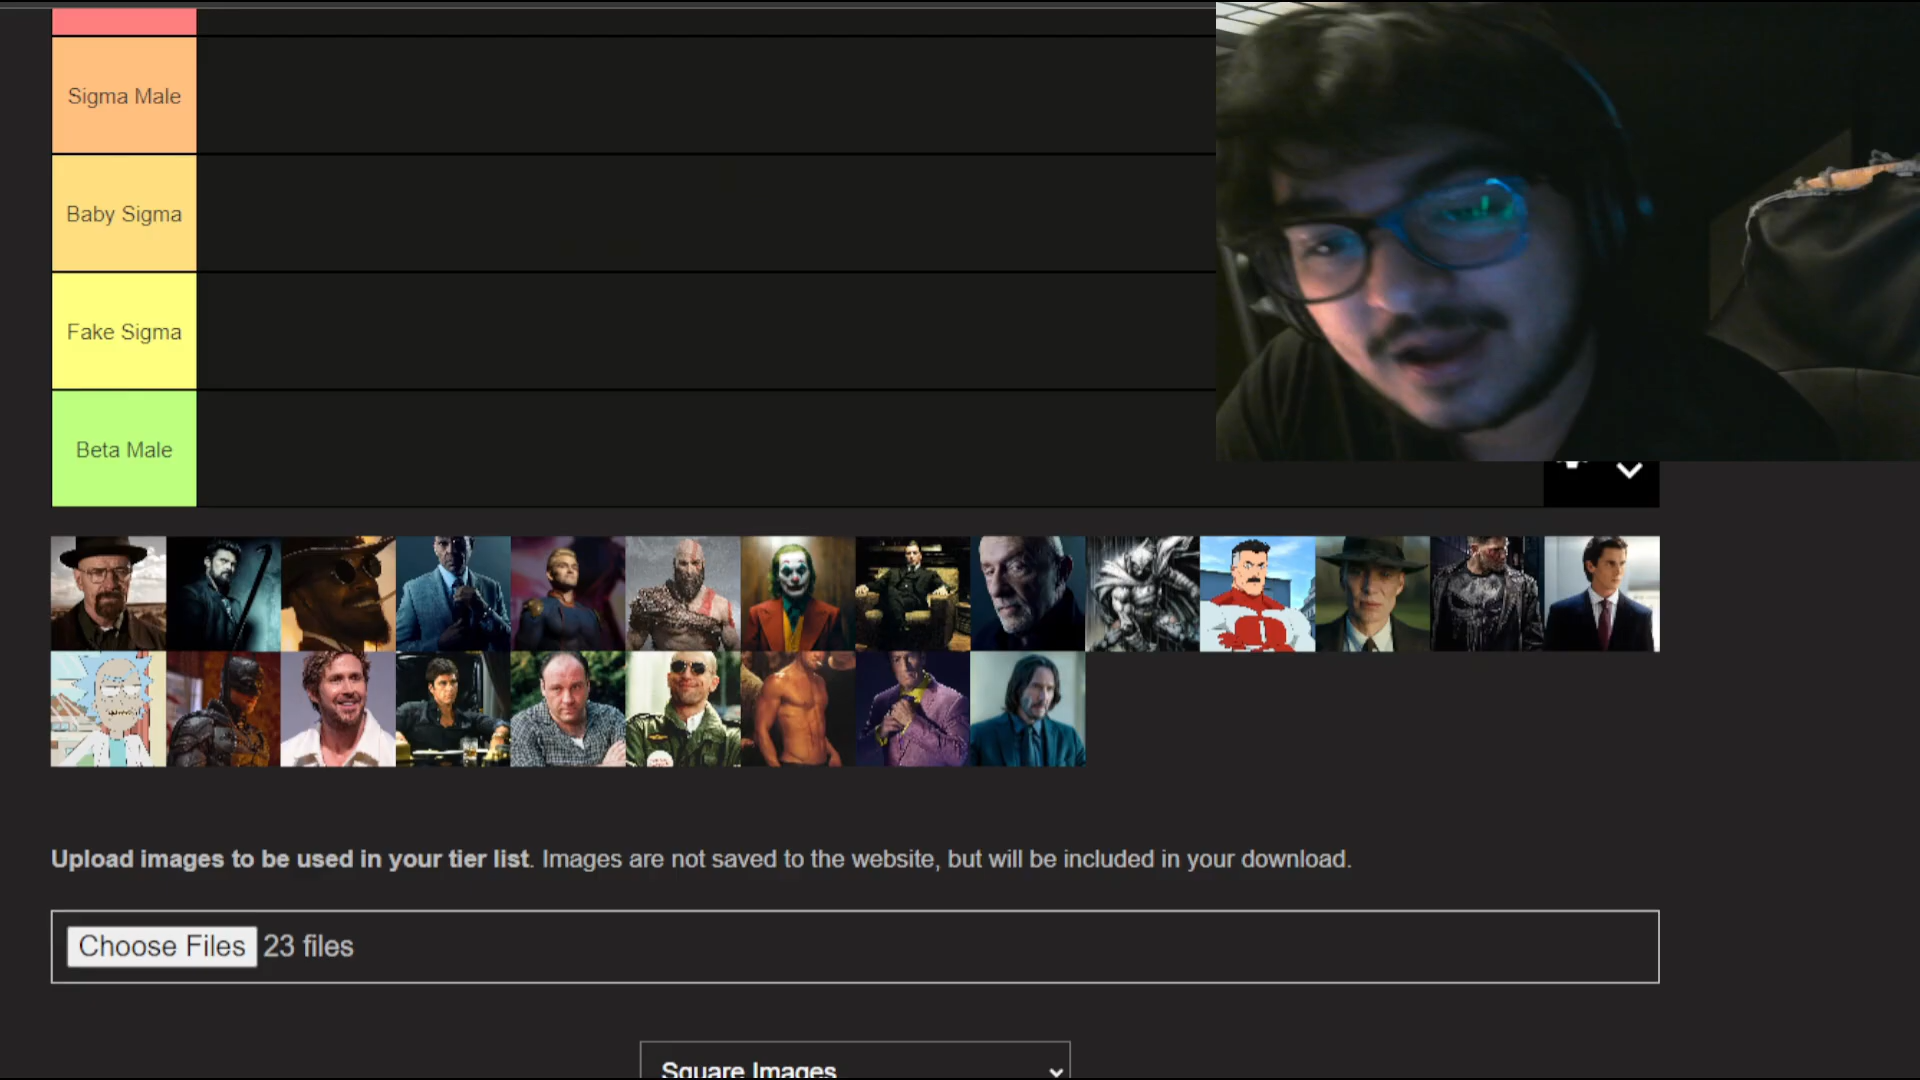 Sigma Male
Baby Sigma
Fake Sigma
Beta Male
Upload images to be used in your tier list. Images are not saved to the website, but will be included in your download.
Choose Files 23 files
Square Images